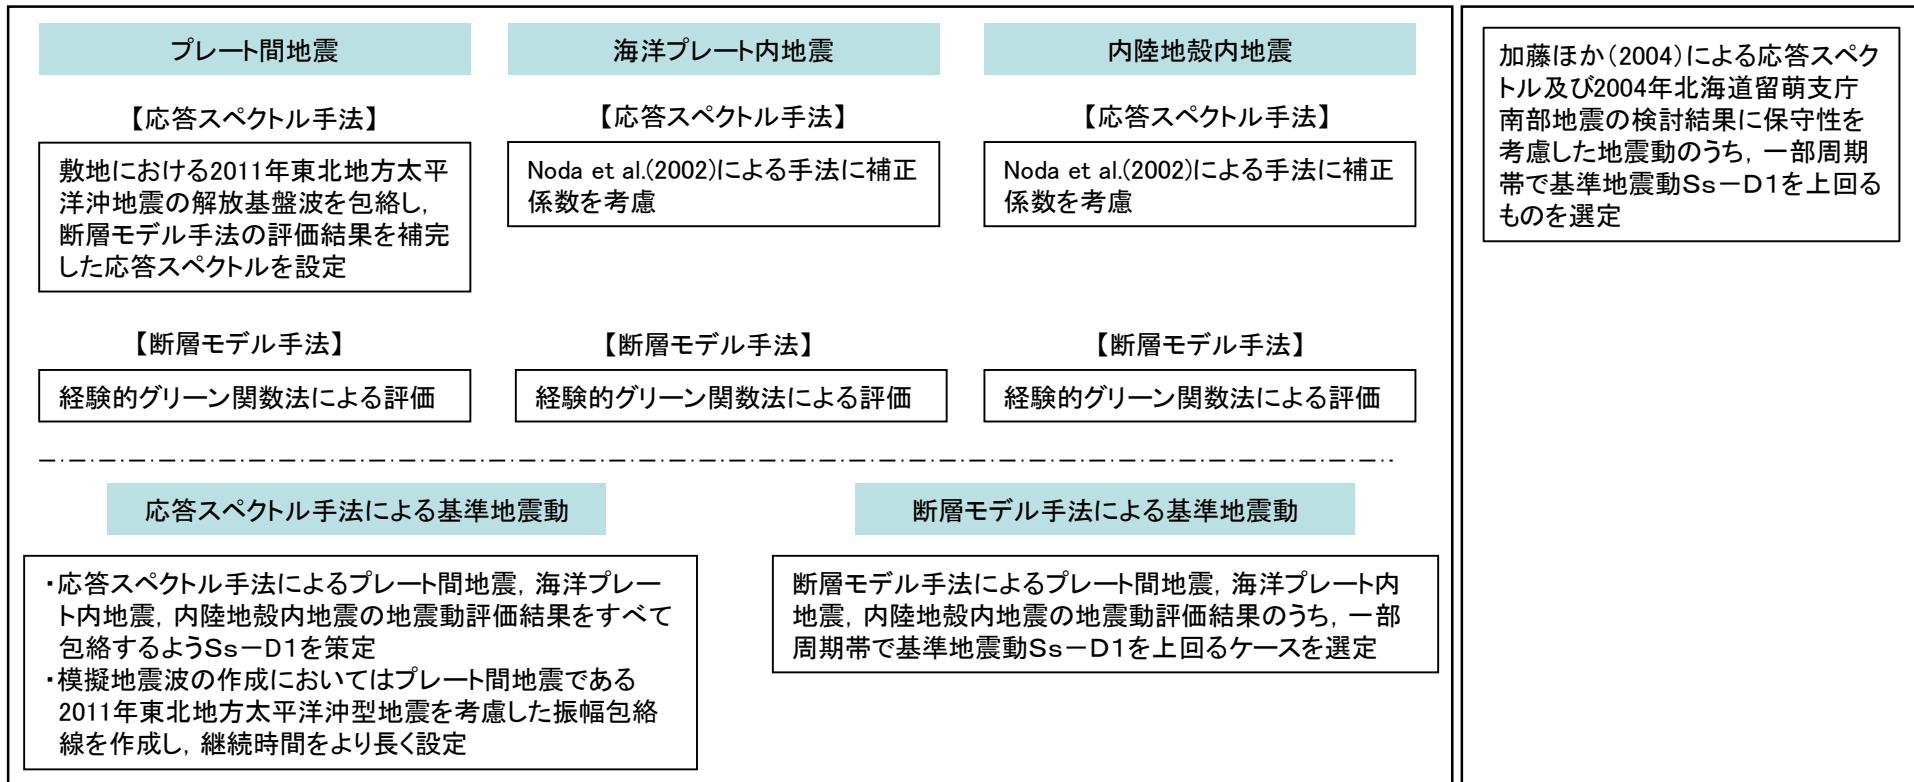 プレート間地震
【応答スペクトル手法】
敷地における2011年東北地方太平
洋沖地震の解放基盤波を包絡し,
断層モデル手法の評価結果を補完
した応答スペクトルを設定
【断層モデル手法】
経験的グリーン関数法による評価
海洋プレート内地震
【応答スペクトル手法】
Noda et al.(2002)による手法に補正
係数を考慮
【断層モデル手法】
経験的グリーン関数法による評価
内陸地殻内地震
【応答スペクトル手法】
Noda et al.(2002)による手法に補正
係数を考慮
【断層モデル手法】
経験的グリーン関数法による評価
応答スペクトル手法による基準地震動
・応答スペクトル手法によるプレート間地震, 海洋プレー
ト内地震, 内陸地殻内地震の地震動評価結果をすべて
包絡するようSs-D1を策定
・模擬地震波の作成においてはプレート間地震である
2011年東北地方太平洋沖型地震を考慮した振幅包絡
線を作成し, 継続時間をより長く設定
断層モデル手法による基準地震動
断層モデル手法によるプレート間地震, 海洋プレート内
地震, 内陸地殻内地震の地震動評価結果のうち, 一部
周期帯で基準地震動Ss-D1を上回るケースを選定
加藤ほか(2004)による応答スペク
トル及び2004年北海道留萌支庁
南部地震の検討結果に保守性を
考慮した地震動のうち, 一部周期
帯で基準地震動Ss-D1を上回る
ものを選定